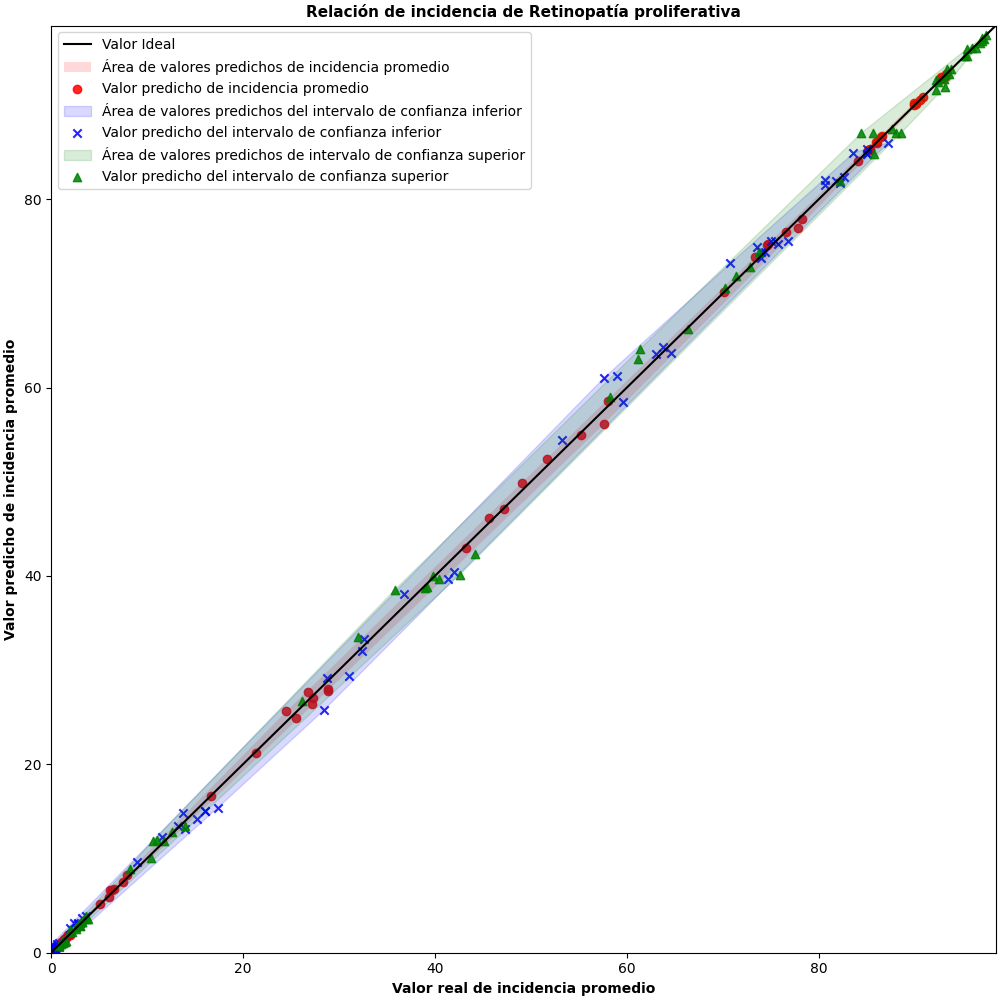 Relación de incidencia de Retinopatía proliferativa
Valor Ideal
Área de valores predichos de incidencia promedio
Valor predicho de incidencia promedio
Área de valores predichos del intervalo de confianza inferior
Valor predicho del intervalo de confianza inferior
Área de valores predichos de intervalo de confianza superior
Valor predicho del intervalo de confianza superior
Valor predicho de incidencia promedio
80
60
40
20
0
0 20 40 60 80
Valor real de incidencia promedio